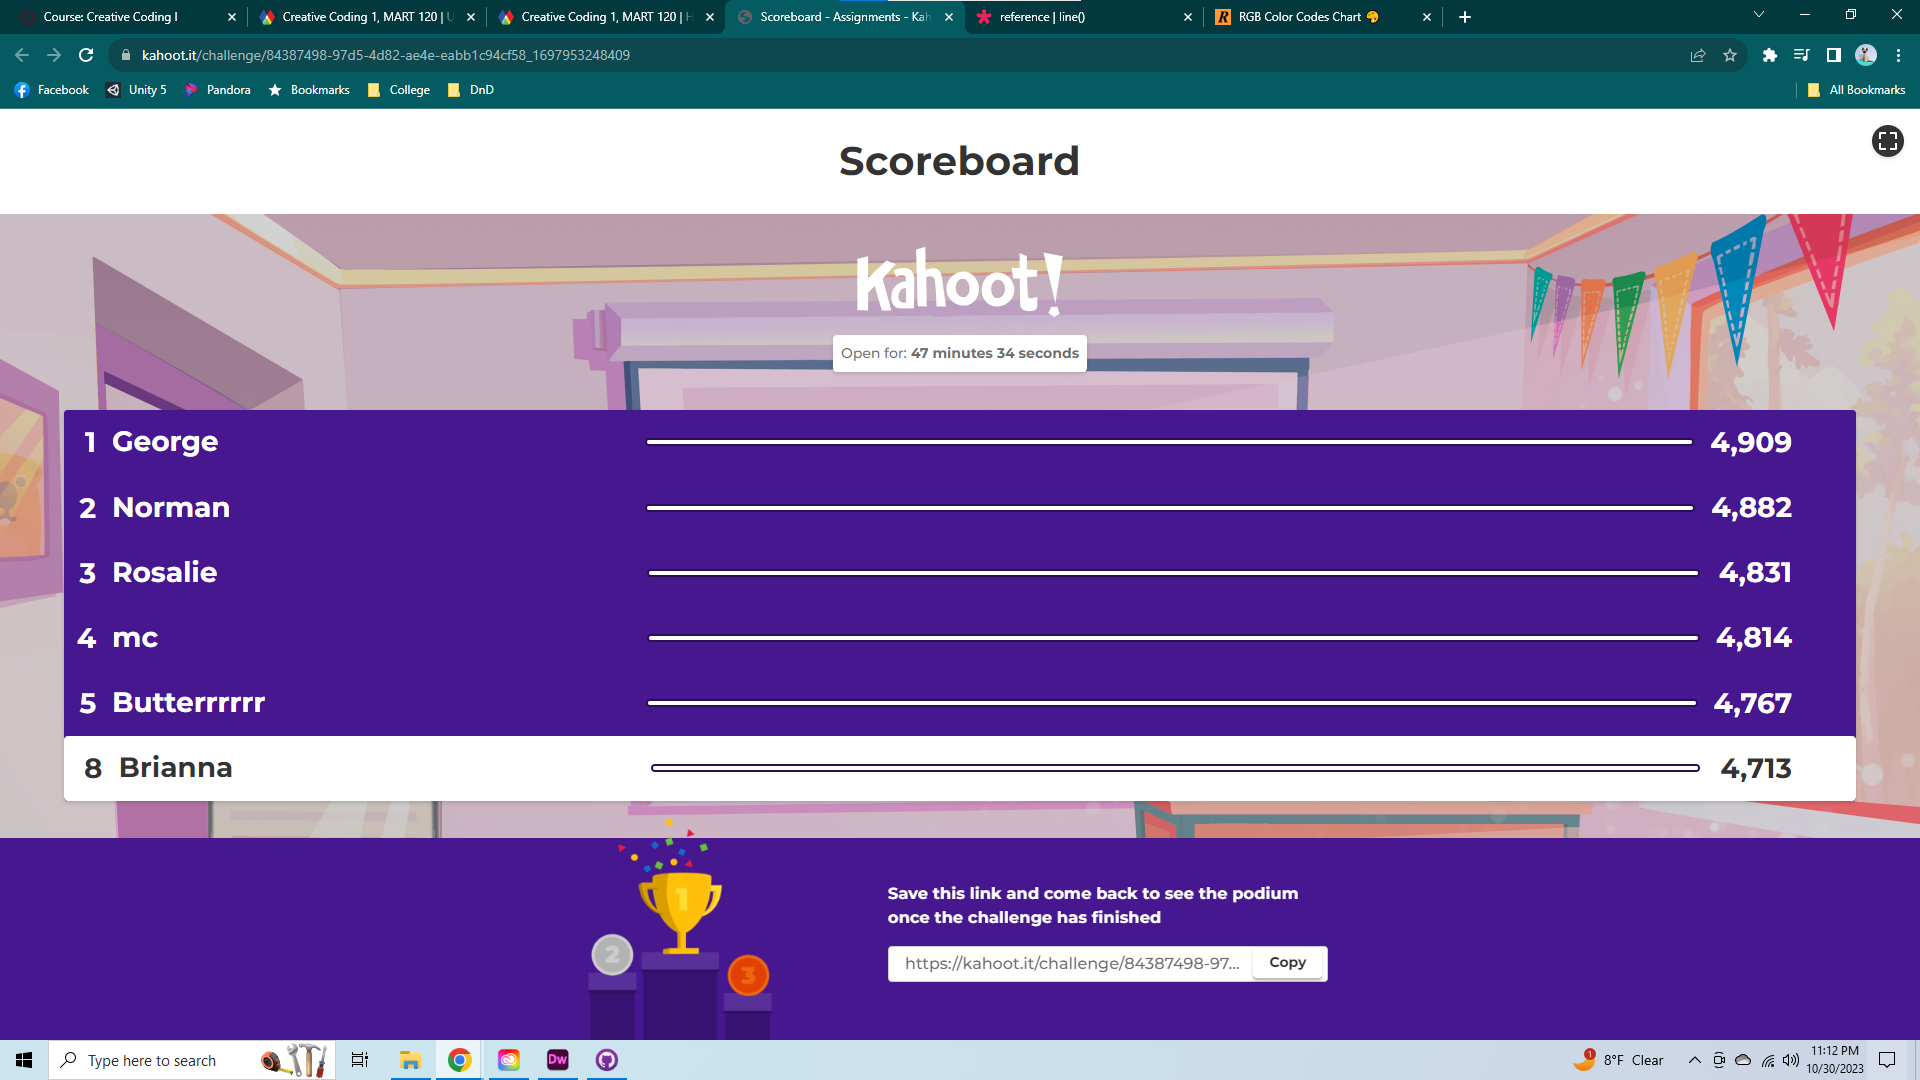 Course: Creative Coding I
Creative Coding 1, MART 120 | U
Creative Coding 1, MART 120 | H
Scoreboard - Assignments - Kah
reference | line()
RGB Color Codes Chart
kahoot.it/challenge/84387498-97d5-4d82-ae4e-eabb1c94cf58_1697953248409
Facebook
Unity 5
Pandora
Bookmarks
College
DnD
All Bookmarks
Scoreboard
Kahoot!
Open for: 47 minutes 34 seconds
1 George 4,909
2 Norman 4,882
3 Rosalie 4,831
4 mc 4,814
5 Butterrrrrr 4,767
8 Brianna 4,713
1
2
3
Save this link and come back to see the podium
once the challenge has finished
https://kahoot.it/challenge/84387498-97...
Copy
Type here to search
Dw
1
8°F Clear
11:12 PM
10/30/2023